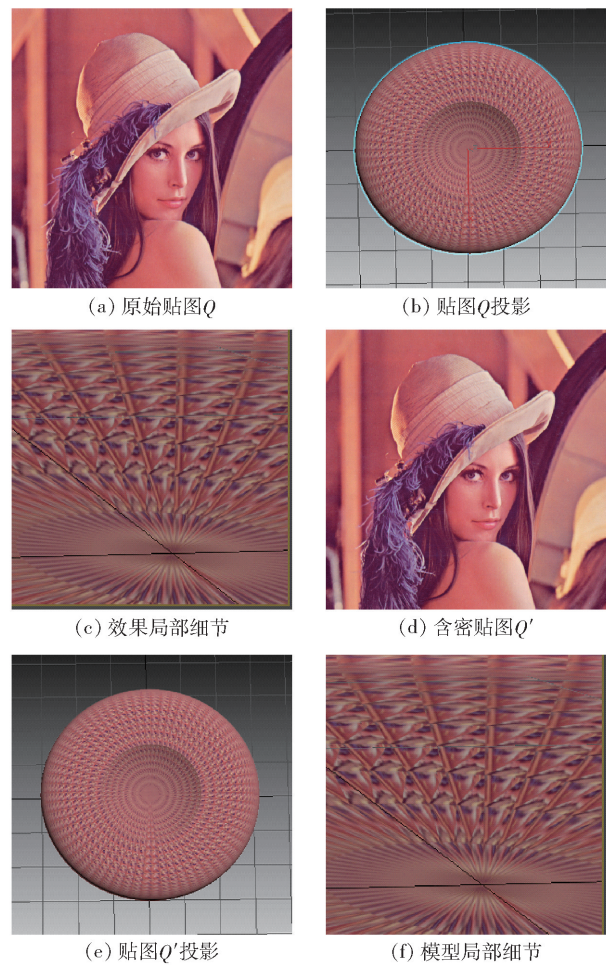 (a) 原始贴图Q
(b) 贴图Q投影
(c) 效果局部细节
(d) 含密贴图Q′
(e) 贴图Q′投影
(f) 模型局部细节